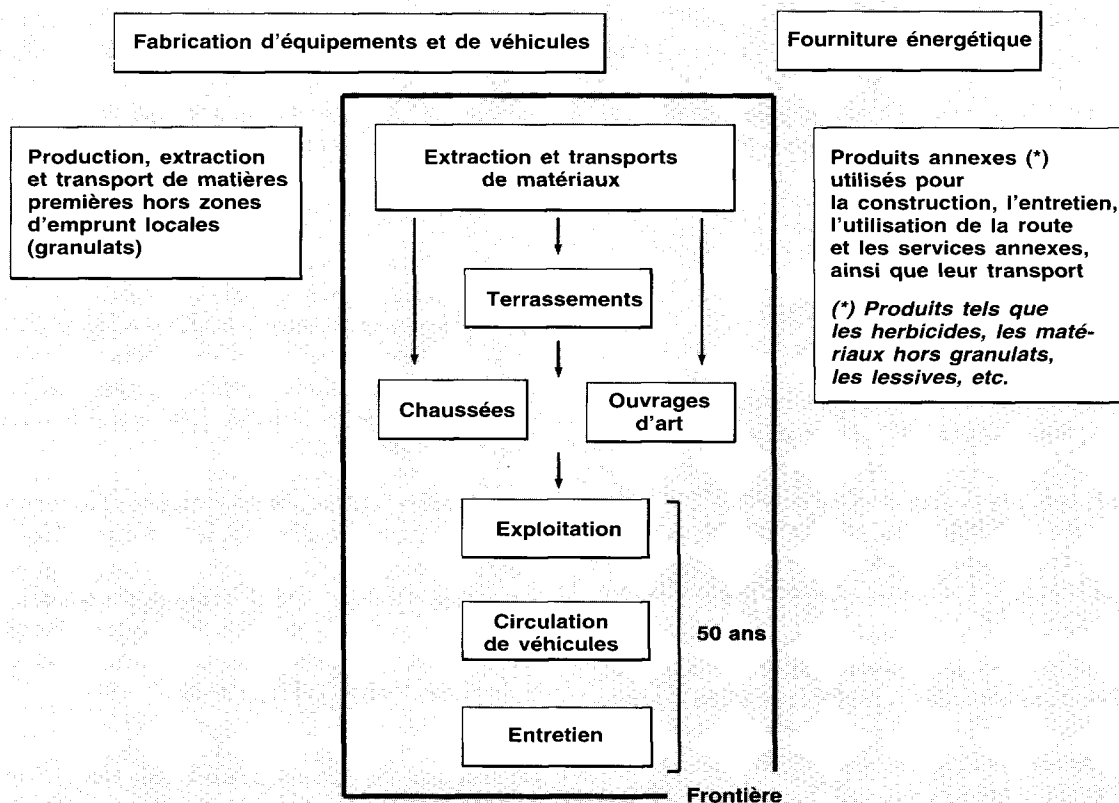 Fabrication d'équipements et de véhicules
Fourniture énergétique
Production, extraction
et transport de matières
premières hors zones
d'emprunt locales
(granulats)
Extraction et transports
de matériaux
Produits annexes (*)
utilisés pour
la construction, l'entretien,
l'utilisation de la route
et les services annexes,
ainsi que leur transport
(*) Produits tels que
les herbicides, les maté-
riaux hors granulats,
les lessives, etc.
Terrassements
Chaussées
Ouvrages
d'art
Exploitation
Circulation
de véhicules
50 ans
Entretien
Frontière